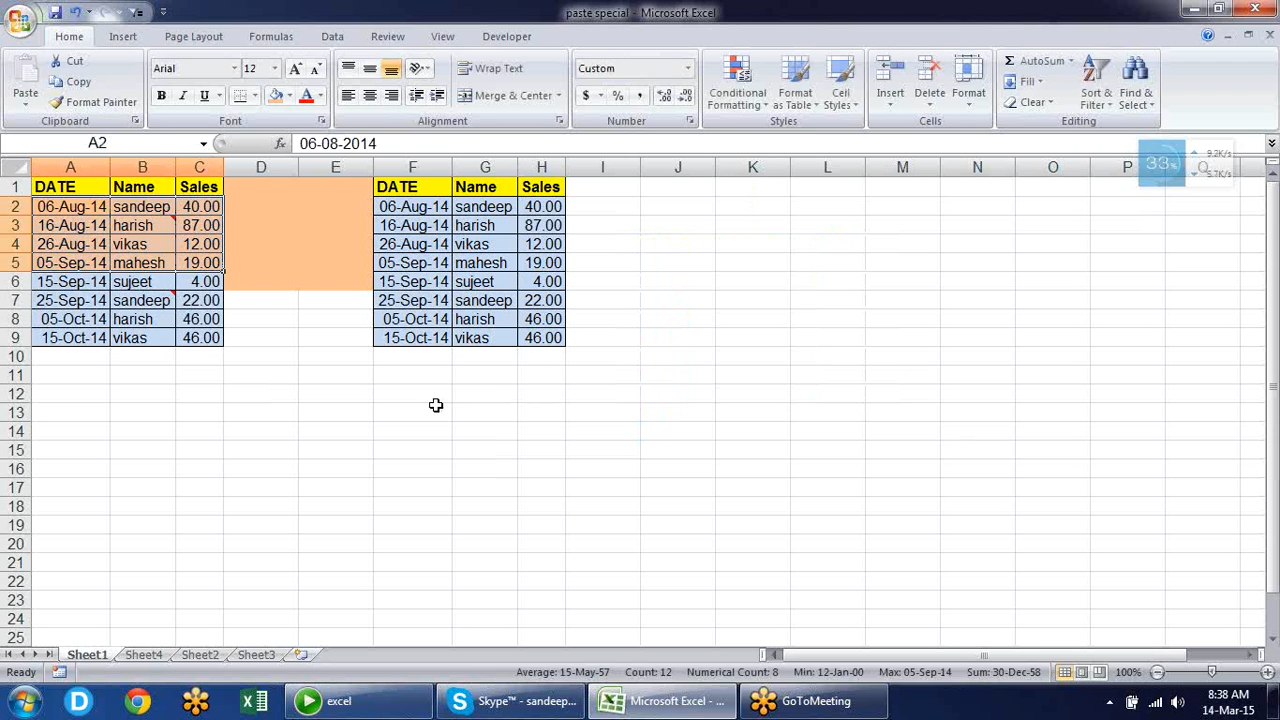 paste special - Microsoft Excel
Home Insert Page Layout Formulas Data Review View Developer
Paste
Cut
Copy
Format Painter
Clipboard
Arial 12
B I U
Font
Wrap Text
Merge & Center
Alignment
Custom
$ % ,
Number
Conditional Formatting
Format as Table
Cell Styles
Styles
Insert Delete Format
Cells
AutoSum
Fill
Clear
Sort & Filter
Find & Select
Editing
A2 fx 06-08-2014
33% 9.2K/s
5.7K/s
A B C D E F G H I J K L M N O P Q
1 DATE Name Sales DATE Name Sales
2 06-Aug-14 sandeep 40.00 06-Aug-14 sandeep 40.00
3 16-Aug-14 harish 87.00 16-Aug-14 harish 87.00
4 26-Aug-14 vikas 12.00 26-Aug-14 vikas 12.00
5 05-Sep-14 mahesh 19.00 05-Sep-14 mahesh 19.00
6 15-Sep-14 sujeet 4.00 15-Sep-14 sujeet 4.00
7 25-Sep-14 sandeep 22.00 25-Sep-14 sandeep 22.00
8 05-Oct-14 harish 46.00 05-Oct-14 harish 46.00
9 15-Oct-14 vikas 46.00 15-Oct-14 vikas 46.00
10
11
12
13
14
15
16
17
18
19
20
21
22
23
24
25
Sheet1 Sheet4 Sheet2 Sheet3
Ready Average: 15-May-57 Count: 12 Numerical Count: 8 Min: 12-Jan-00 Max: 05-Sep-14 Sum: 30-Dec-58 100%
excel Skype™ - sandeep... Microsoft Excel - ... GoToMeeting
8:38 AM
14-Mar-15